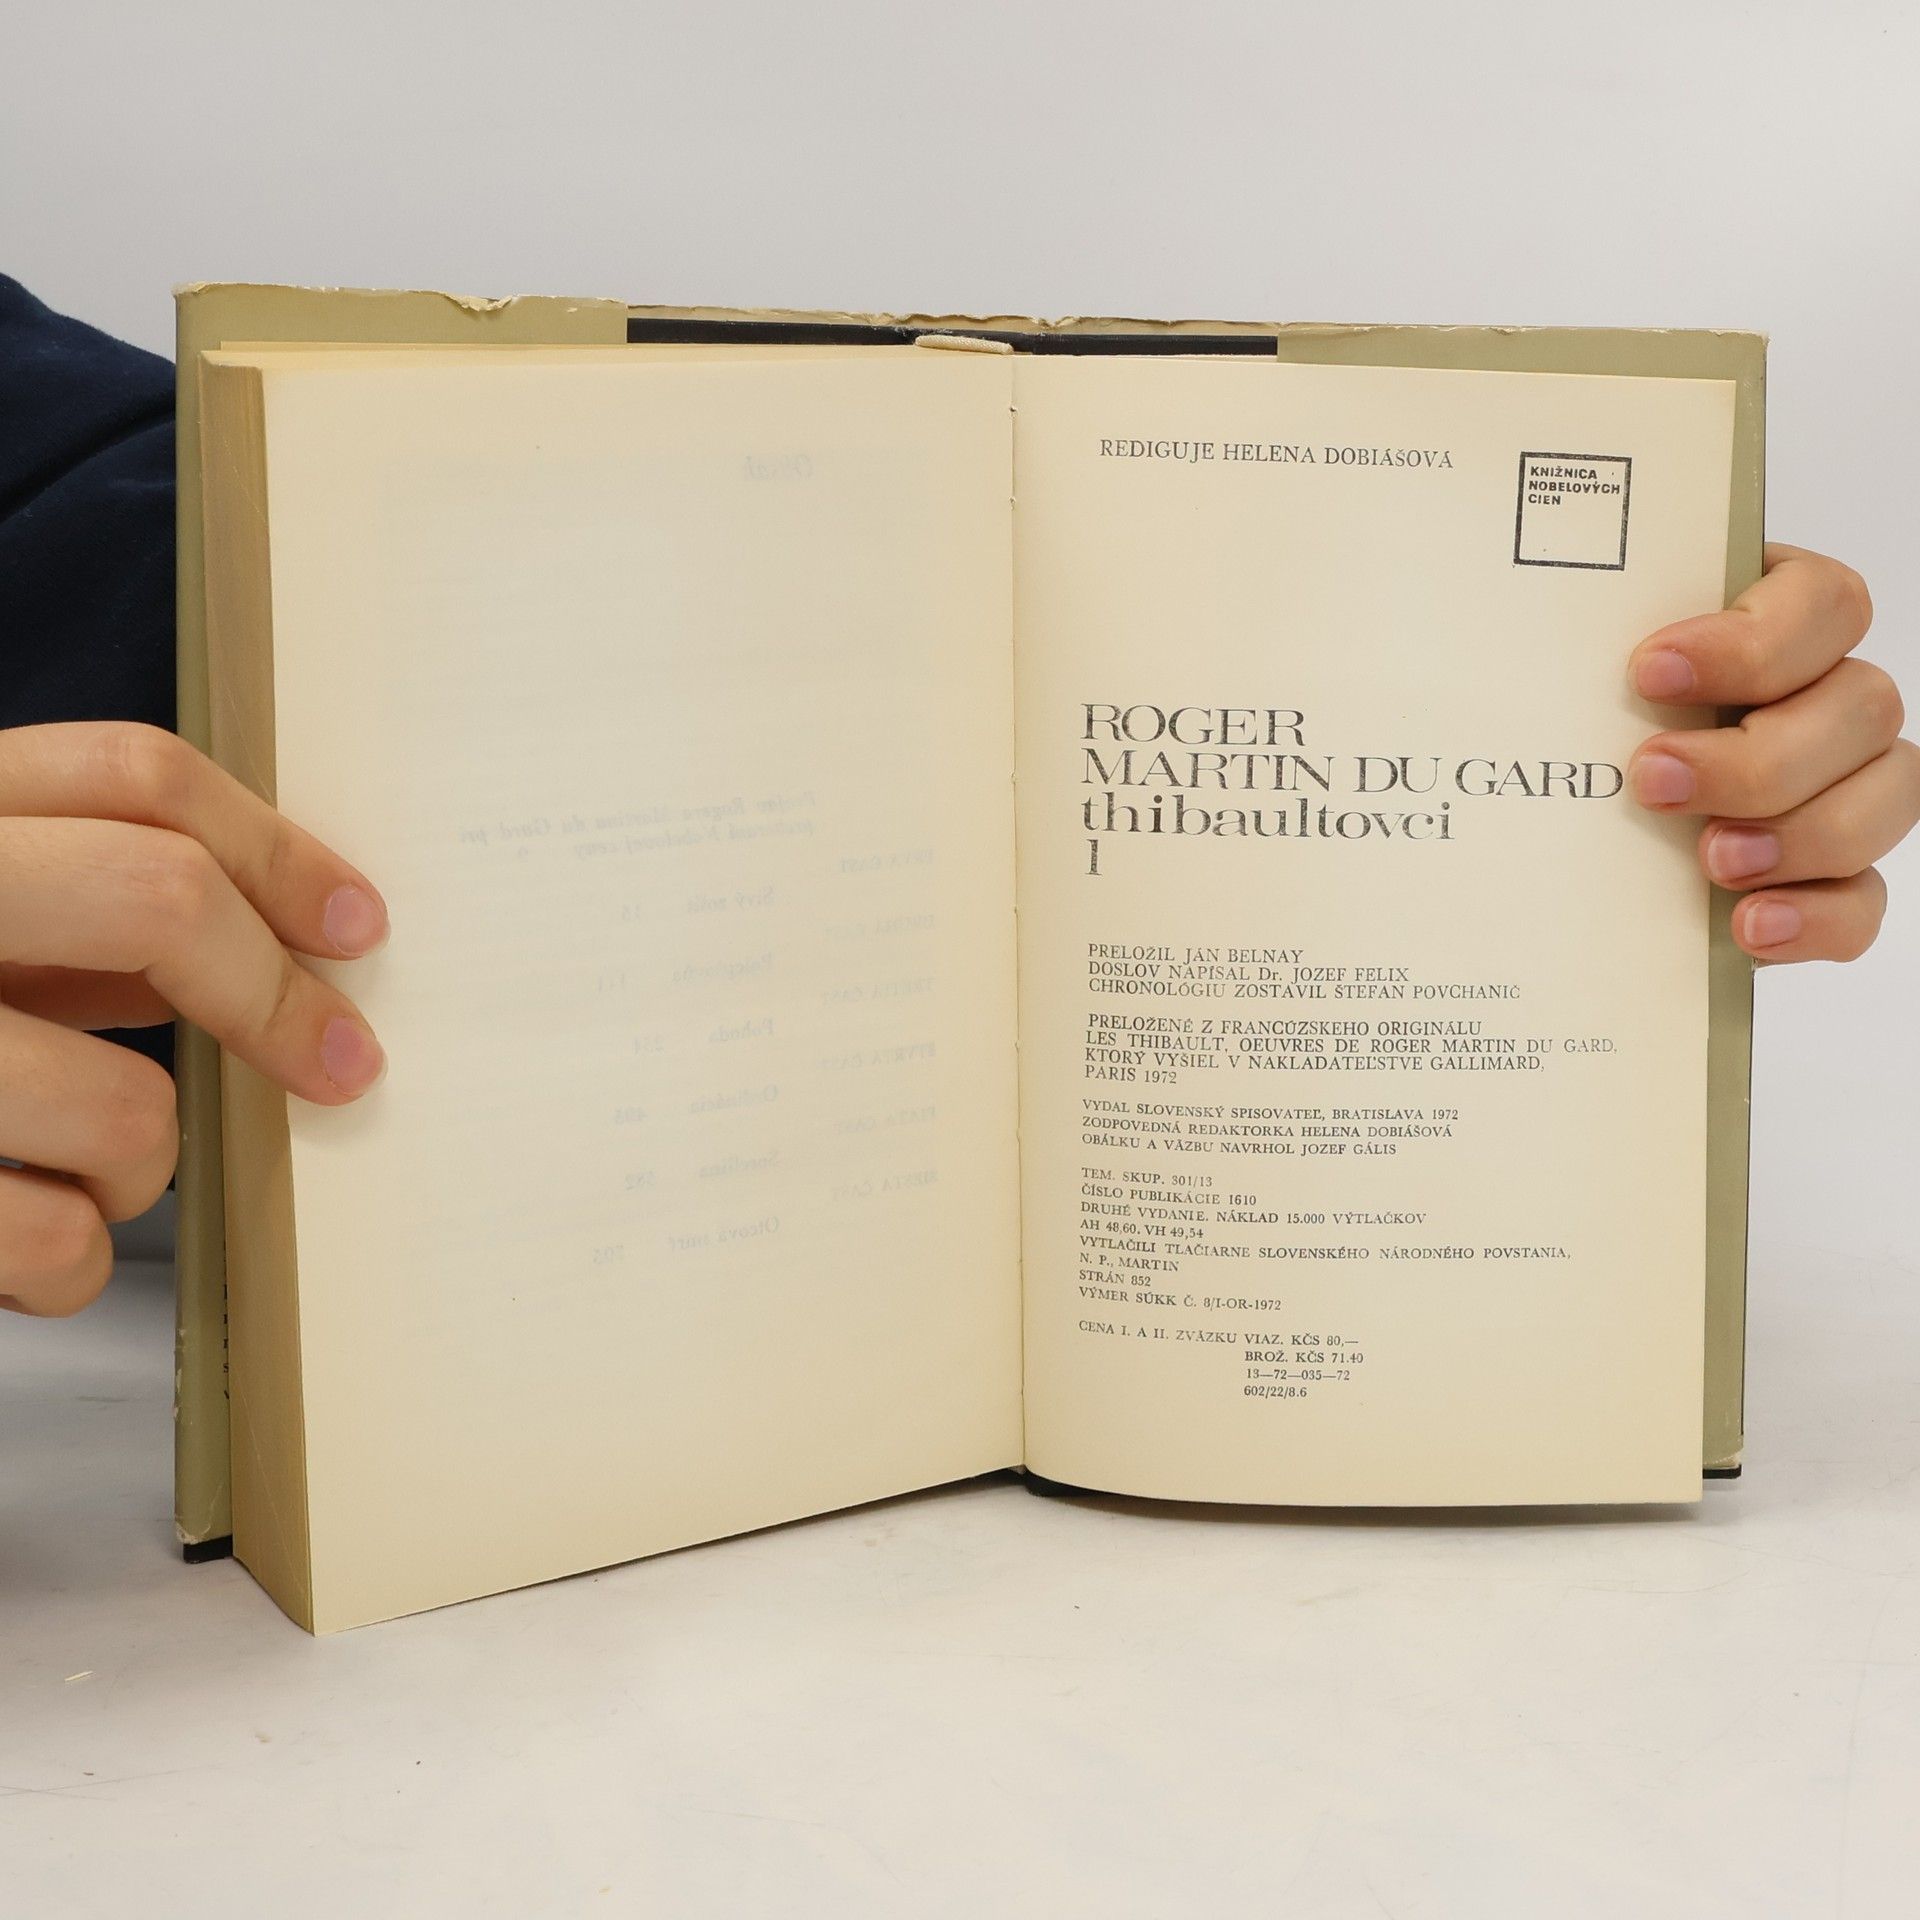 REDIGUJE HELENA DOBIÁŠOVÁ
KNIŽNICA
NOBELOVÝCH
CIEN
ROGER
MARTIN DU GARD
thibaultovci
1
PRELOŽIL JÁN BELNAY
DOSLOV NAPÍSAL Dr. JOZEF FELIX
CHRONOLÓGIU ZOSTAVIL ŠTEFAN POVCHANIČ
PRELOŽENÉ Z FRANCÚZSKEHO ORIGINÁLU
LES THIBAULT, OEUVRES DE ROGER MARTIN DU GARD,
KTORÝ VYŠIEL V NAKLADATEĽSTVE GALLIMARD,
PARIS 1972
VYDAL SLOVENSKÝ SPISOVATEĽ, BRATISLAVA 1972
ZODPOVEDNÁ REDAKTORKA HELENA DOBIÁŠOVÁ
OBÁLKU A VÄZBU NAVRHOL JOZEF GÁLIS
TEM. SKUP. 301/13
ČÍSLO PUBLIKÁCIE 1610
DRUHÉ VYDANIE. NÁKLAD 15.000 VÝTLAČKOV
AH 48,60. VH 49,54
VYTLAČILI TLAČIARNE SLOVENSKÉHO NÁRODNÉHO POVSTANIA,
N. P., MARTIN
STRÁN 852
VÝMER SÚKK Č. 8/I-OR-1972
CENA I. A II. ZVÄZKU VIAZ. KČS 80,—
BROŽ. KČS 71.40
13—72—035—72
602/22/8.6